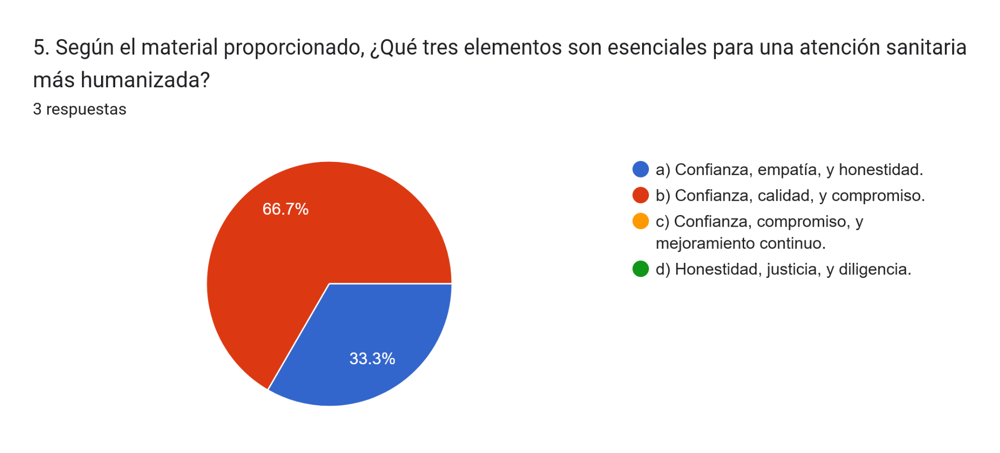 5. Según el material proporcionado, ¿Qué tres elementos son esenciales para una atención sanitaria
más humanizada?
3 respuestas
66.7%
33.3%
a) Confianza, empatía, y honestidad.
b) Confianza, calidad, y compromiso.
c) Confianza, compromiso, y
mejoramiento continuo.
d) Honestidad, justicia, y diligencia.